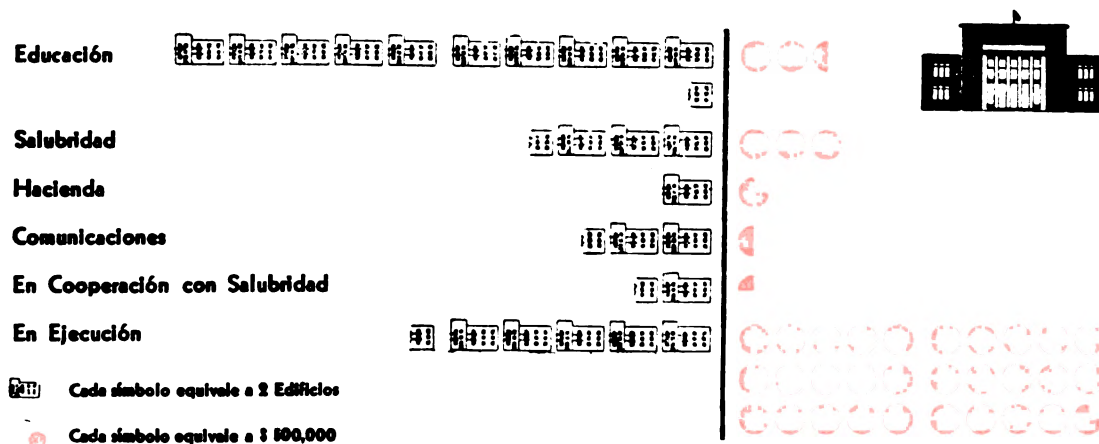 Educación
Salubridad
Hacienda
Comunicaciones
En Cooperación con Salubridad
En Ejecución
Cada símbolo equivale a 2 Edificios
Cada símbolo equivale a $ 500,000